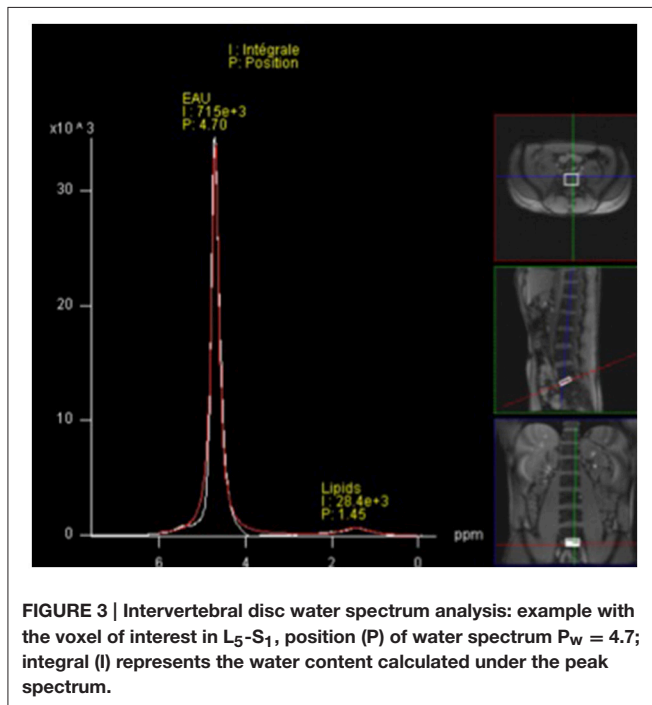 I : Intégrale
P: Position
EAU
I : 715e+3
P: 4.70
x10 ^ 3
30
20
10
0
Lipids
I : 28.4e+3
P: 1.45
ppm
6
4
2
0
FIGURE 3 | Intervertebral disc water spectrum analysis: example with
the voxel of interest in L₅-S₁, position (P) of water spectrum P_W = 4.7;
integral (I) represents the water content calculated under the peak
spectrum.